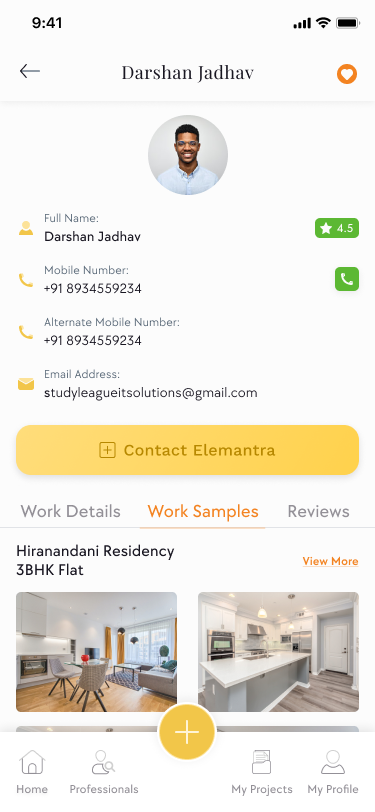 9:41
Darshan Jadhav
Full Name:
Darshan Jadhav
4.5
Mobile Number:
+91 8934559234
Alternate Mobile Number:
+91 8934559234
Email Address:
studyleagueitsolutions@gmail.com
Contact Elemantra
Work Details
Work Samples
Reviews
Hiranandani Residency
3BHK Flat
View More
Home
Professionals
My Projects
My Profile